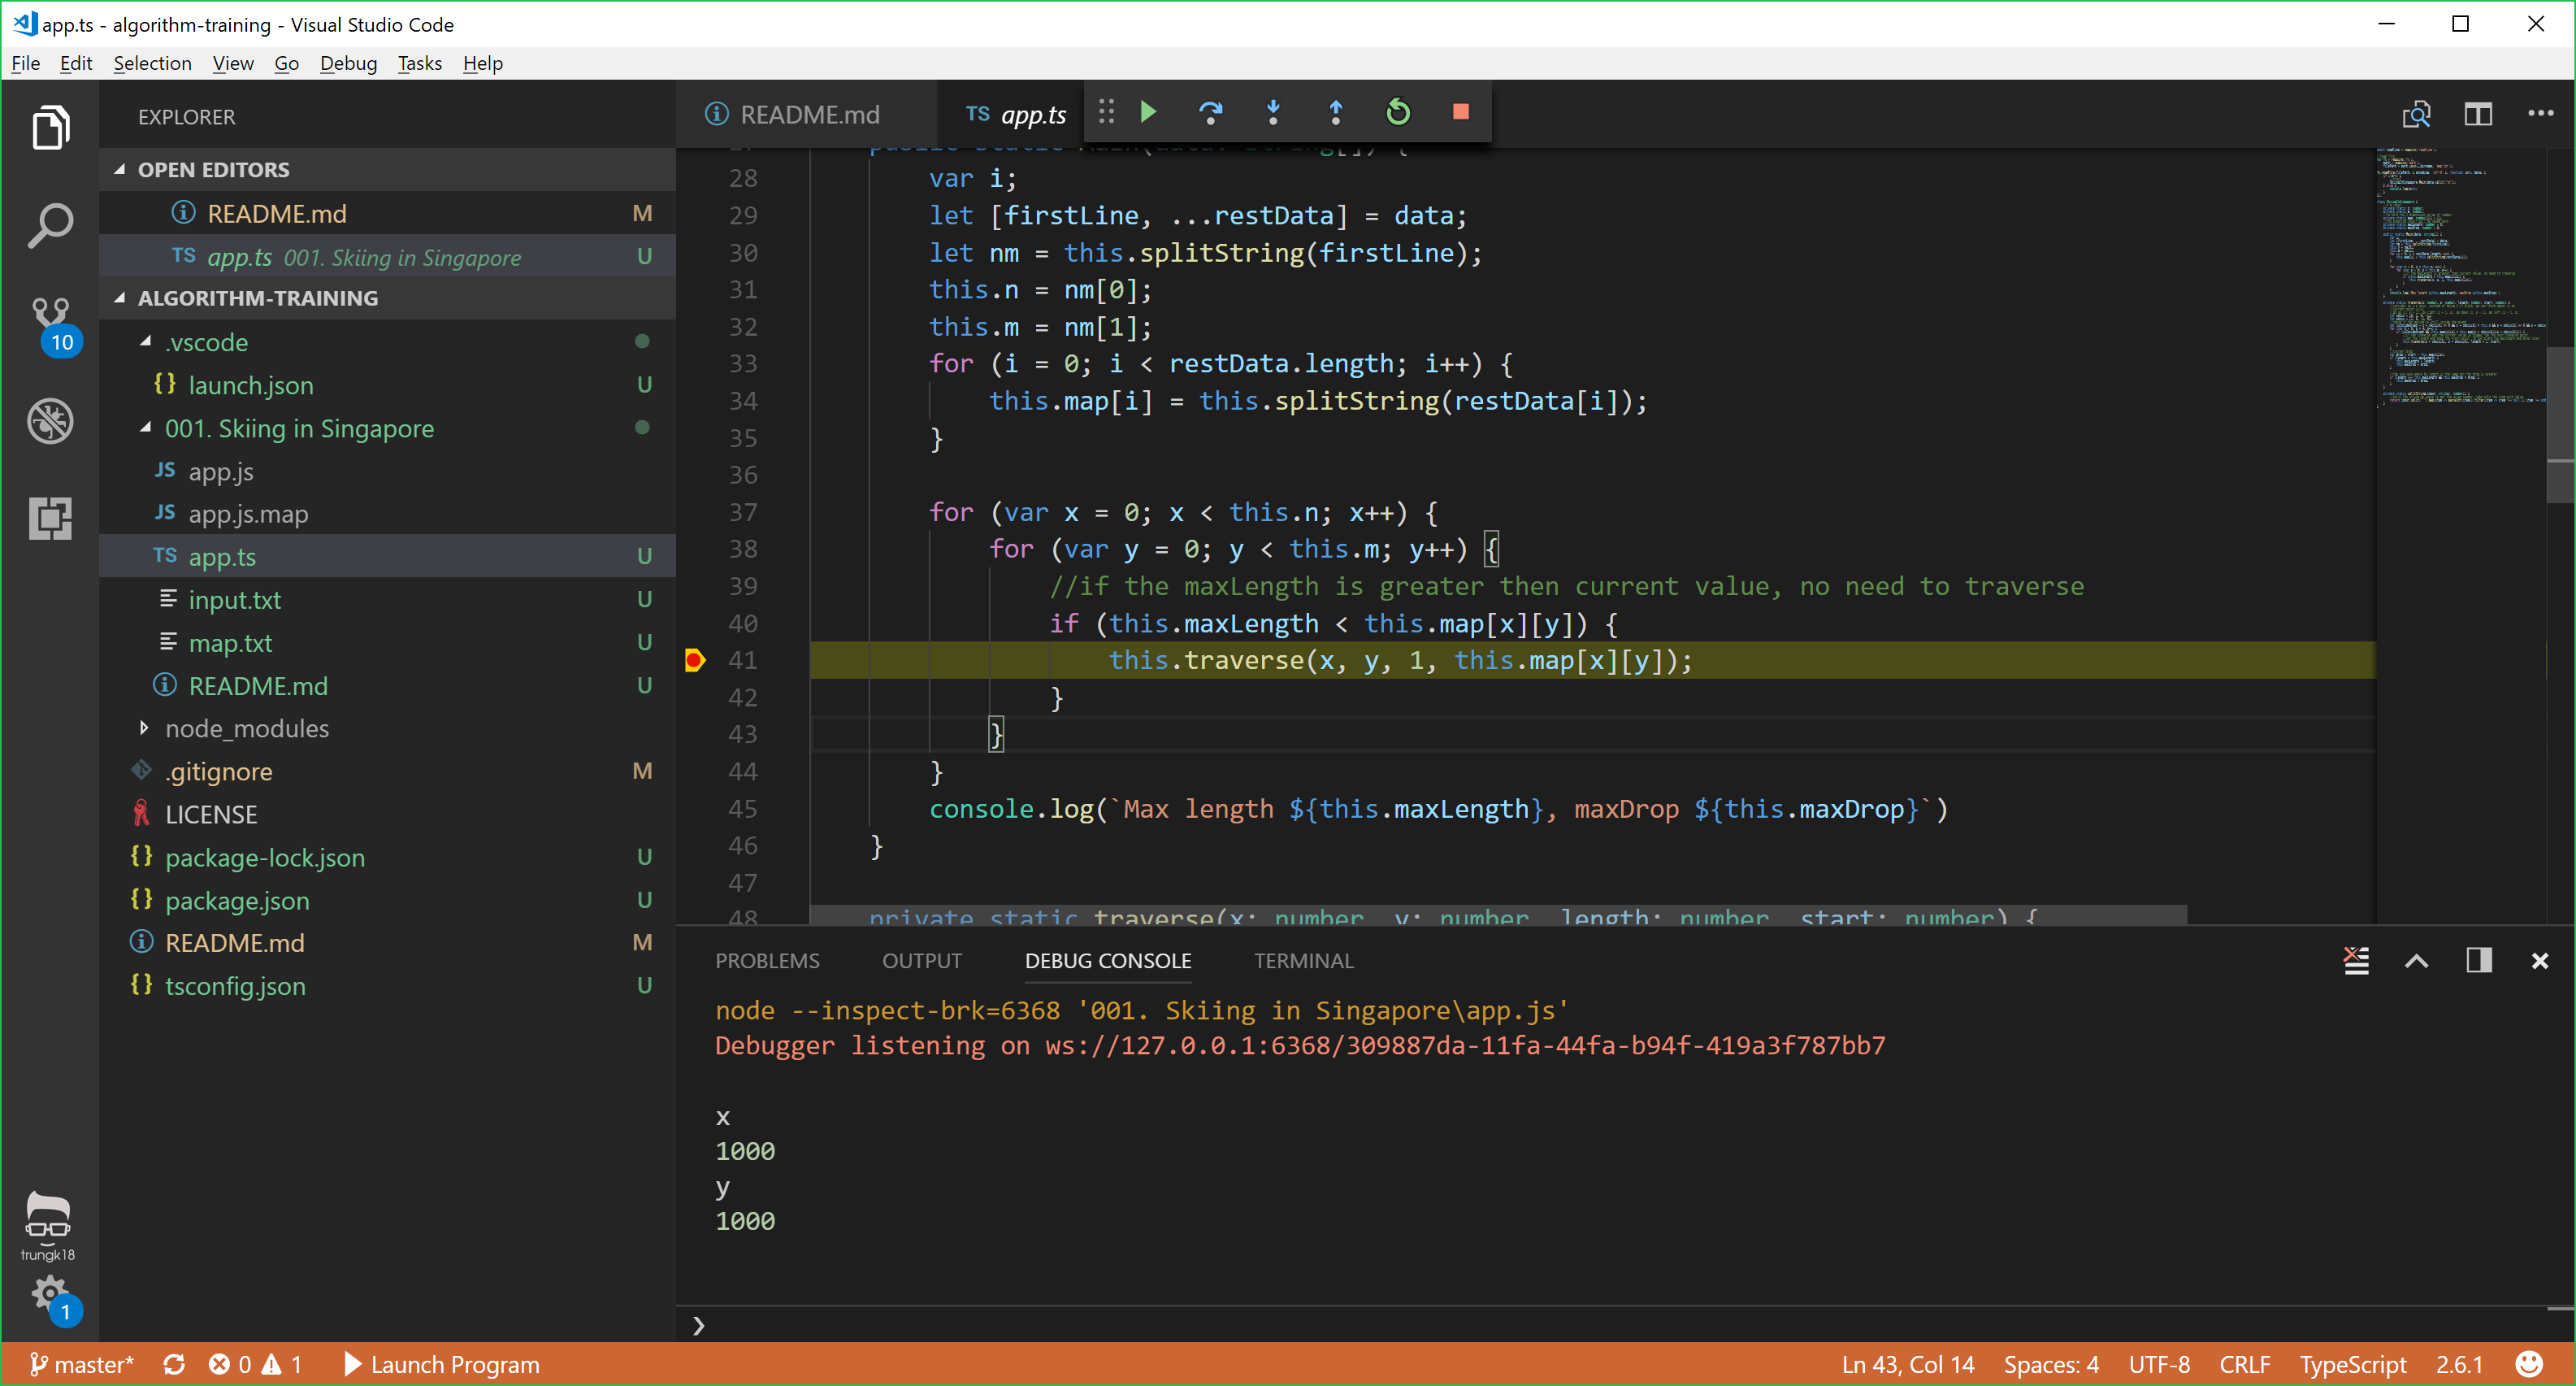 app.ts - algorithm-training - Visual Studio Code
File Edit Selection View Go Debug Tasks Help
EXPLORER
OPEN EDITORS
README.md M
TS app.ts 001. Skiing in Singapore U
ALGORITHM-TRAINING
10
.vscode
{} launch.json U
001. Skiing in Singapore
JS app.js
JS app.js.map
TS app.ts U
input.txt U
map.txt U
README.md U
node_modules
.gitignore M
LICENSE
{} package-lock.json U
{} package.json U
README.md M
{} tsconfig.json U
trungk18
1
README.md TS app.ts
28 var i;
29 let [firstLine, ...restData] = data;
30 let nm = this.splitString(firstLine);
31 this.n = nm[0];
32 this.m = nm[1];
33 for (i = 0; i < restData.length; i++) {
34 this.map[i] = this.splitString(restData[i]);
35 }
36
37 for (var x = 0; x < this.n; x++) {
38 for (var y = 0; y < this.m; y++) {
39 //if the maxLength is greater then current value, no need to traverse
40 if (this.maxLength < this.map[x][y]) {
41 this.traverse(x, y, 1, this.map[x][y]);
42 }
43 }
44 }
45 console.log(`Max length ${this.maxLength}, maxDrop ${this.maxDrop}`)
46 }
47
48 private static traverse(x: number, y: number, length: number, start: number) {
PROBLEMS OUTPUT DEBUG CONSOLE TERMINAL
node --inspect-brk=6368 '001. Skiing in Singapore\app.js'
Debugger listening on ws://127.0.0.1:6368/309887da-11fa-44fa-b94f-419a3f787bb7
x
1000
y
1000
master* 0 1 Launch Program Ln 43, Col 14 Spaces: 4 UTF-8 CRLF TypeScript 2.6.1